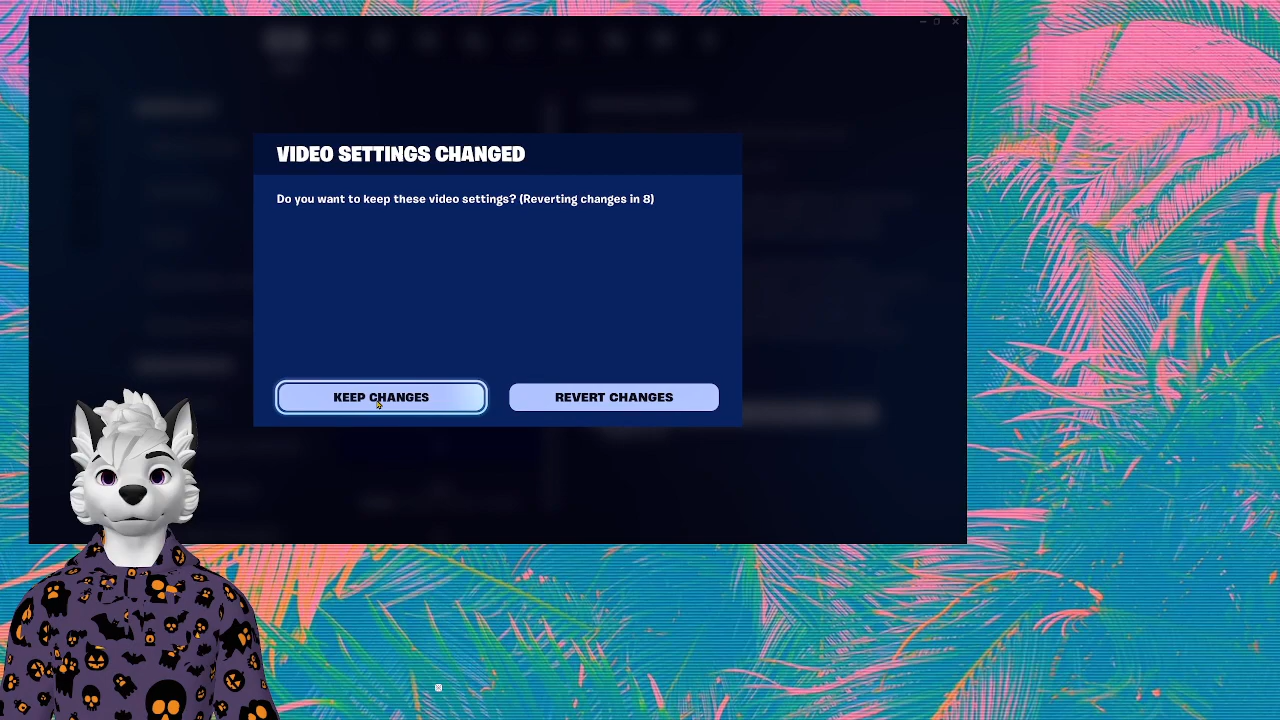 VIDEO SETTINGS CHANGED
Do you want to keep these video settings? (Reverting changes in 8)
KEEP CHANGES
REVERT CHANGES